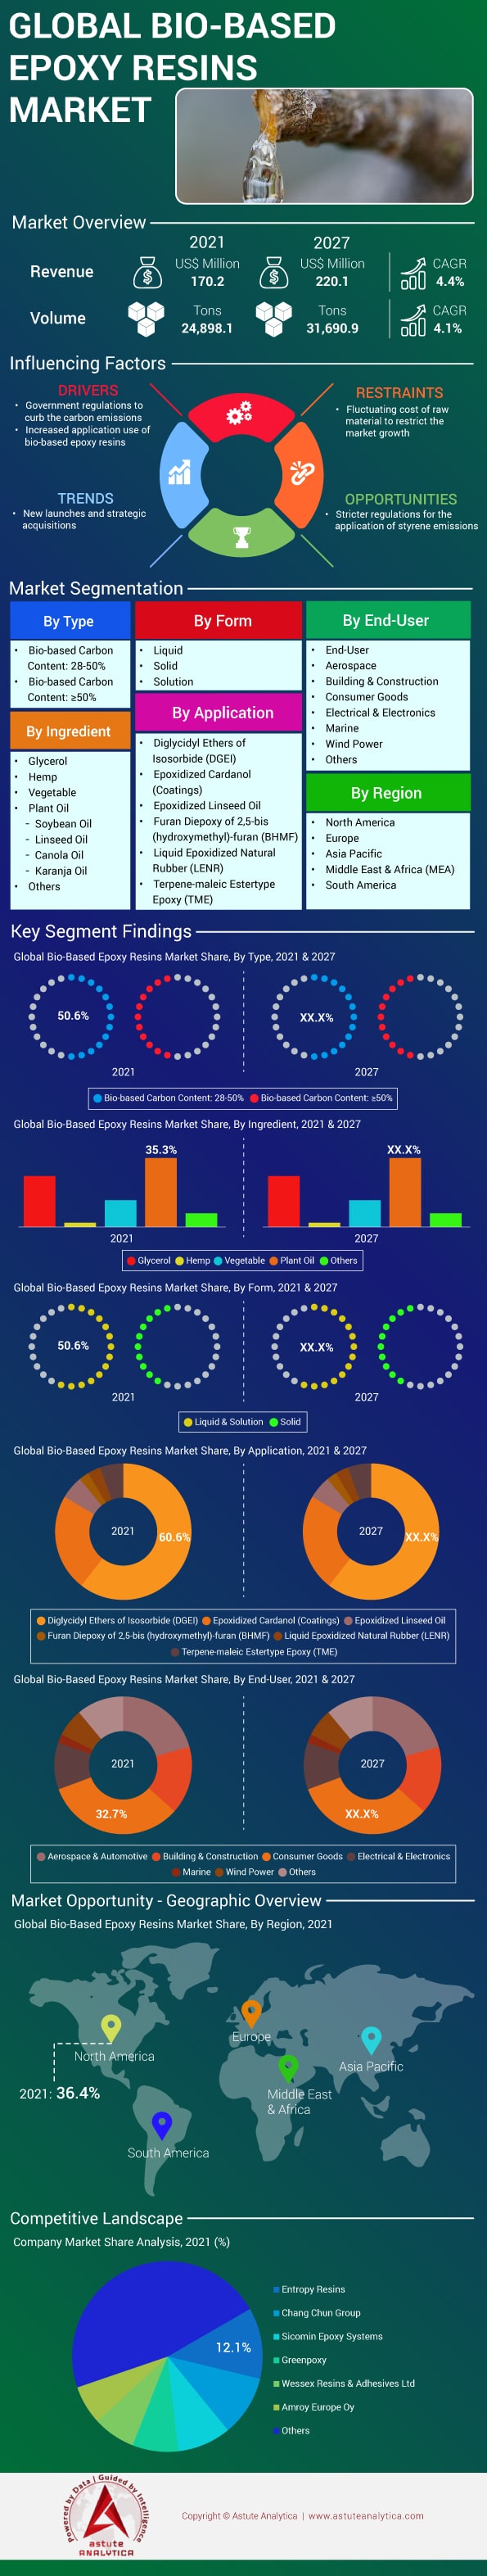 GLOBAL BIO-BASED
EPOXY RESINS
MARKET
Market Overview
2021
2027
Revenue
US$ Million
170.2
US$ Million
220.1
CAGR
4.4%
Volume
Tons
24,898.1
Tons
31,690.9
CAGR
4.1%
Influencing Factors
DRIVERS
• Government regulations to
curb the carbon emissions
• Increased application use of
bio-based epoxy resins
RESTRAINTS
• Fluctuating cost of raw
material to restrict the
market growth
TRENDS
• New launches and strategic
acquisitions
OPPORTUNITIES
• Stricter regulations for the
application of styrene emissions
Market Segmentation
By Type
• Bio-based Carbon
Content: 28-50%
• Bio-based Carbon
Content: ≥50%
By Ingredient
• Glycerol
• Hemp
• Vegetable
• Plant Oil
- Soybean Oil
- Linseed Oil
- Canola Oil
- Karanja Oil
• Others
By Form
• Liquid
• Solid
• Solution
By Application
• Diglycidyl Ethers of
Isosorbide (DGEI)
• Epoxidized Cardanol
(Coatings)
• Epoxidized Linseed Oil
• Furan Diepoxy of 2,5-bis
(hydroxymethyl)-furan (BHMF)
• Liquid Epoxidized Natural
Rubber (LENR)
• Terpene-maleic Estertype
Epoxy (TME)
By End-User
• End-User
• Aerospace
• Building & Construction
• Consumer Goods
• Electrical & Electronics
• Marine
• Wind Power
• Others
By Region
• North America
• Europe
• Asia Pacific
• Middle East & Africa (MEA)
• South America
Key Segment Findings
Global Bio-Based Epoxy Resins Market Share, By Type, 2021 & 2027
50.6%
XX.X%
2021
2027
Bio-based Carbon Content: 28-50% Bio-based Carbon Content: ≥50%
Global Bio-Based Epoxy Resins Market Share, By Ingredient, 2021 & 2027
35.3%
XX.X%
2021
2027
Glycerol Hemp Vegetable Plant Oil Others
Global Bio-Based Epoxy Resins Market Share, By Form, 2021 & 2027
50.6%
XX.X%
2021
2027
Liquid & Solution Solid
Global Bio-Based Epoxy Resins Market Share, By Application, 2021 & 2027
2021
60.6%
2027
XX.X%
Diglycidyl Ethers of Isosorbide (DGEI) Epoxidized Cardanol (Coatings) Epoxidized Linseed Oil
Furan Diepoxy of 2,5-bis (hydroxymethyl)-furan (BHMF) Liquid Epoxidized Natural Rubber (LENR)
Terpene-maleic Estertype Epoxy (TME)
Global Bio-Based Epoxy Resins Market Share, By End-User, 2021 & 2027
2021
32.7%
2027
XX.X%
Aerospace & Automotive Building & Construction Consumer Goods Electrical & Electronics
Marine Wind Power Others
Market Opportunity - Geographic Overview
Global Bio-Based Epoxy Resins Market Share, By Region, 2021
North America
2021: 36.4%
Europe
Asia Pacific
Middle East
& Africa
South America
Competitive Landscape
Company Market Share Analysis, 2021 (%)
12.1%
Entropy Resins
Chang Chun Group
Sicomin Epoxy Systems
Greenpoxy
Wessex Resins & Adhesives Ltd
Amroy Europe Oy
Others
Powered by Data | Guided by Intelligence
astute
ANALYTICA
Copyright © Astute Analytica | www.astuteanalytica.com